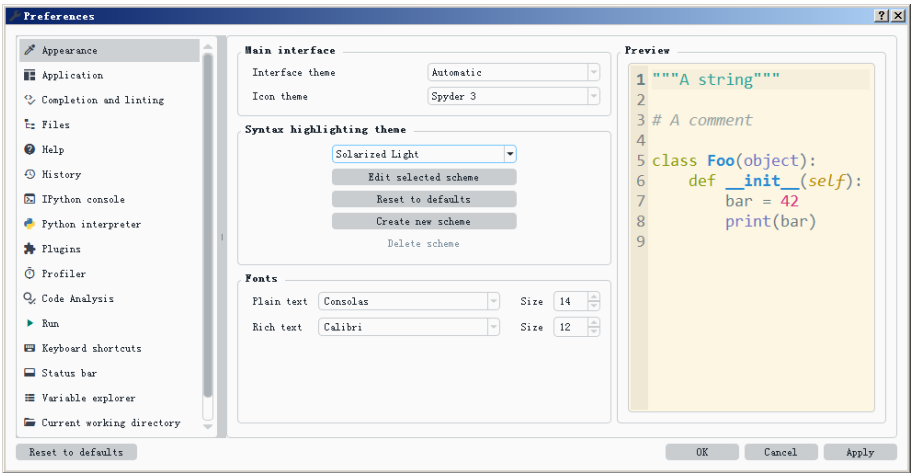 Preferences
Appearance
Application
Completion and linting
Files
Help
History
IPython console
Python interpreter
Plugins
Profiler
Code Analysis
Run
Keyboard shortcuts
Status bar
Variable explorer
Current working directory
Main interface
Interface theme Automatic
Icon theme Spyder 3
Syntax highlighting theme
Solarized Light
Edit selected scheme
Reset to defaults
Create new scheme
Delete scheme
Fonts
Plain text Consolas Size 14
Rich text Calibri Size 12
Preview
1 """A string"""
2
3 # A comment
4
5 class Foo(object):
6     def __init__(self):
7         bar = 42
8         print(bar)
9
Reset to defaults OK Cancel Apply